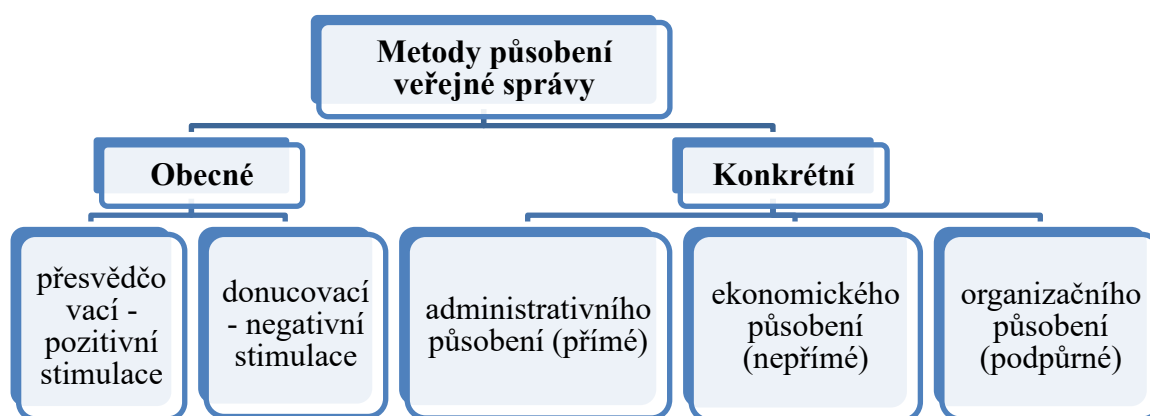 Metody působení
veřejné správy
Obecné
Konkrétní
přesvědčo
vací -
pozitivní
stimulace
donucovací
- negativní
stimulace
administrativního
působení (přímé)
ekonomického
působení
(nepřímé)
organizačního
působení
(podpůrné)